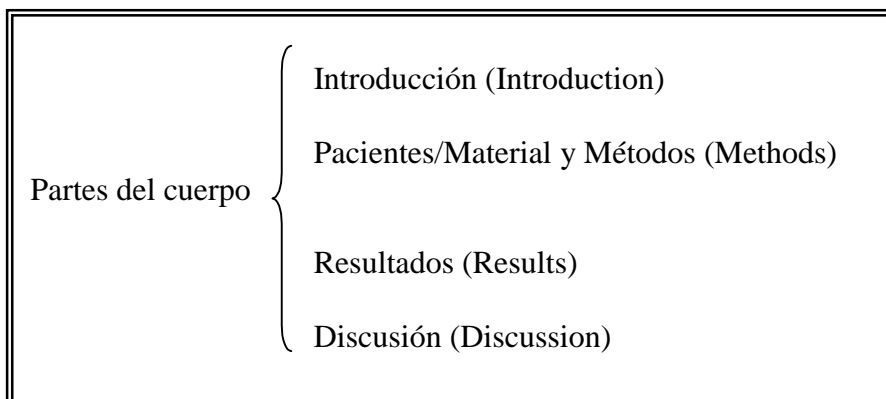 Introducción (Introduction)
Pacientes/Material y Métodos (Methods)
Partes del cuerpo
Resultados (Results)
Discusión (Discussion)